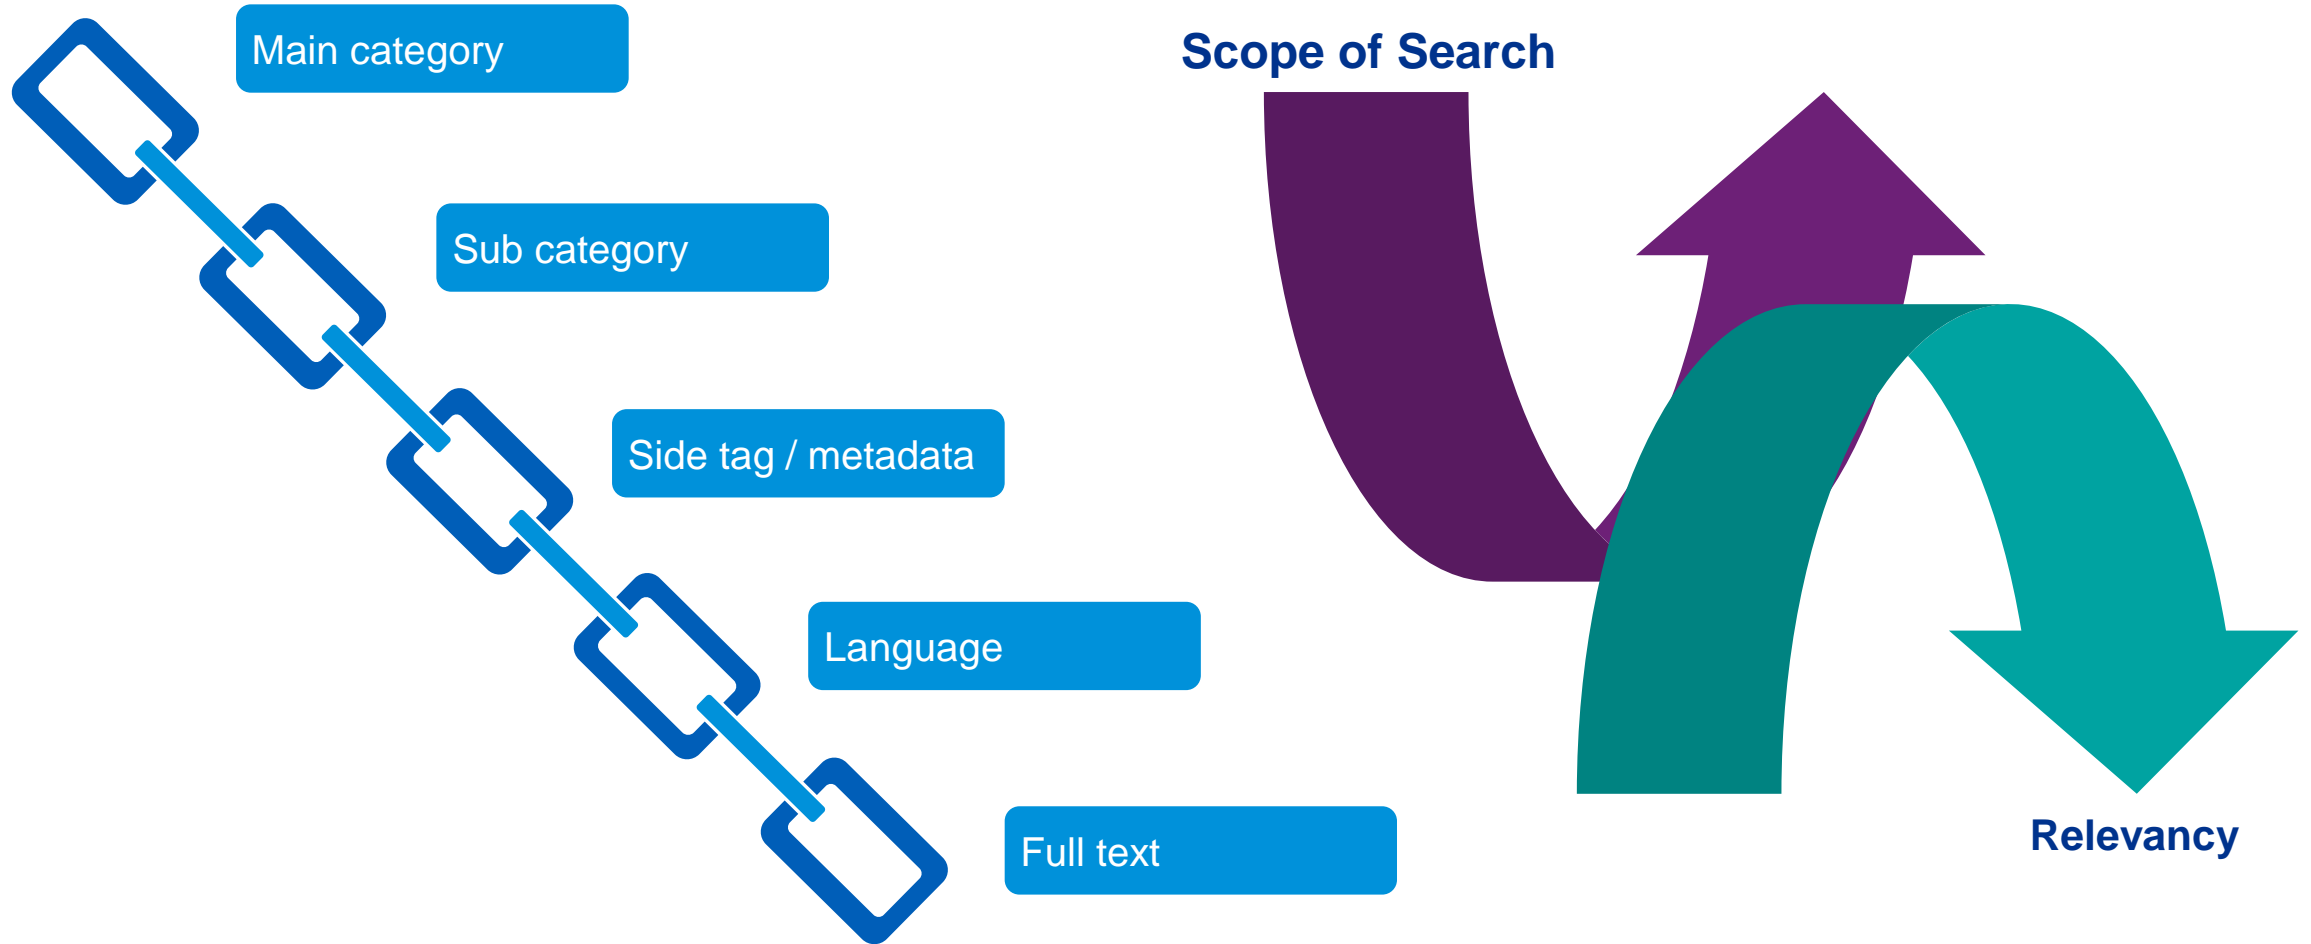 Main category
Sub category
Side tag / metadata
Language
Full text
Scope of Search
Relevancy